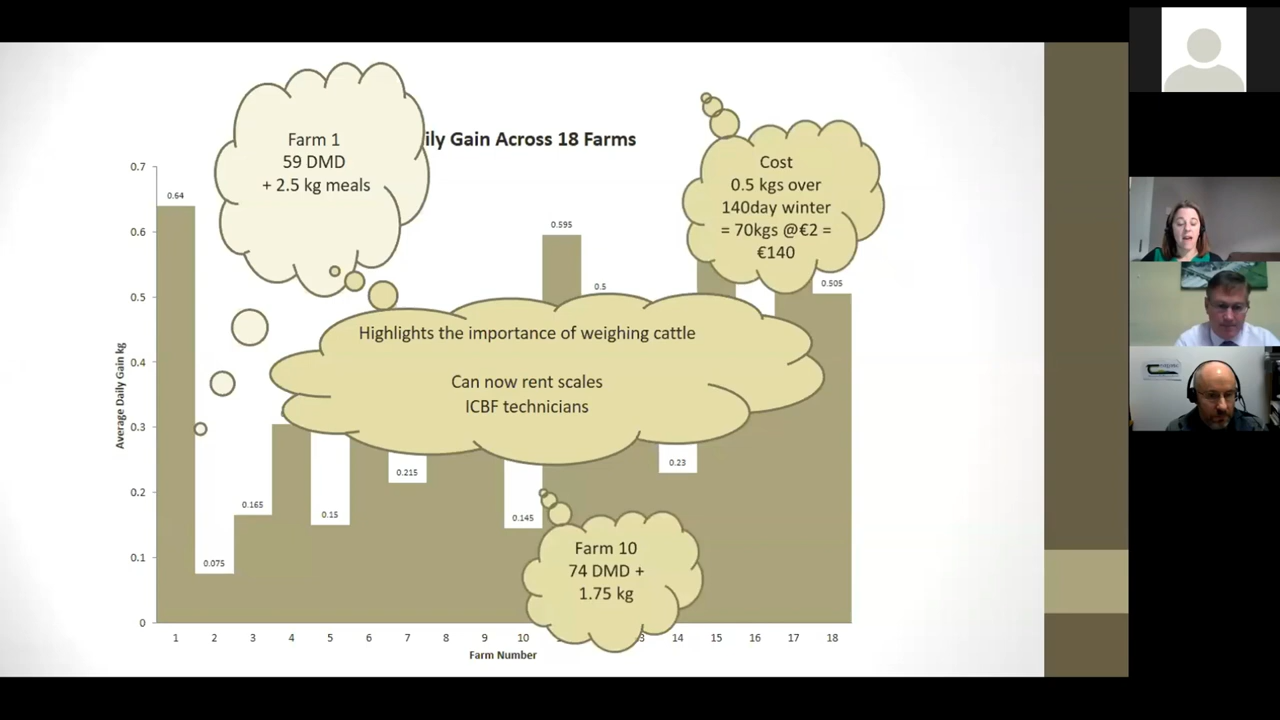 Farm 1
59 DMD
+ 2.5 kg meals
ily Gain Across 18 Farms
Cost
0.5 kgs over
140day winter
= 70kgs @€2 =
€140
Highlights the importance of weighing cattle
Can now rent scales
ICBF technicians
Farm 10
74 DMD +
1.75 kg
Average Daily Gain kg
0.7
0.6
0.5
0.4
0.3
0.2
0.1
0
0.64
0.075
0.165
0.15
0.215
0.145
0.595
0.5
0.23
0.505
1 2 3 4 5 6 7 8 9 10 14 15 16 17 18
Farm Number